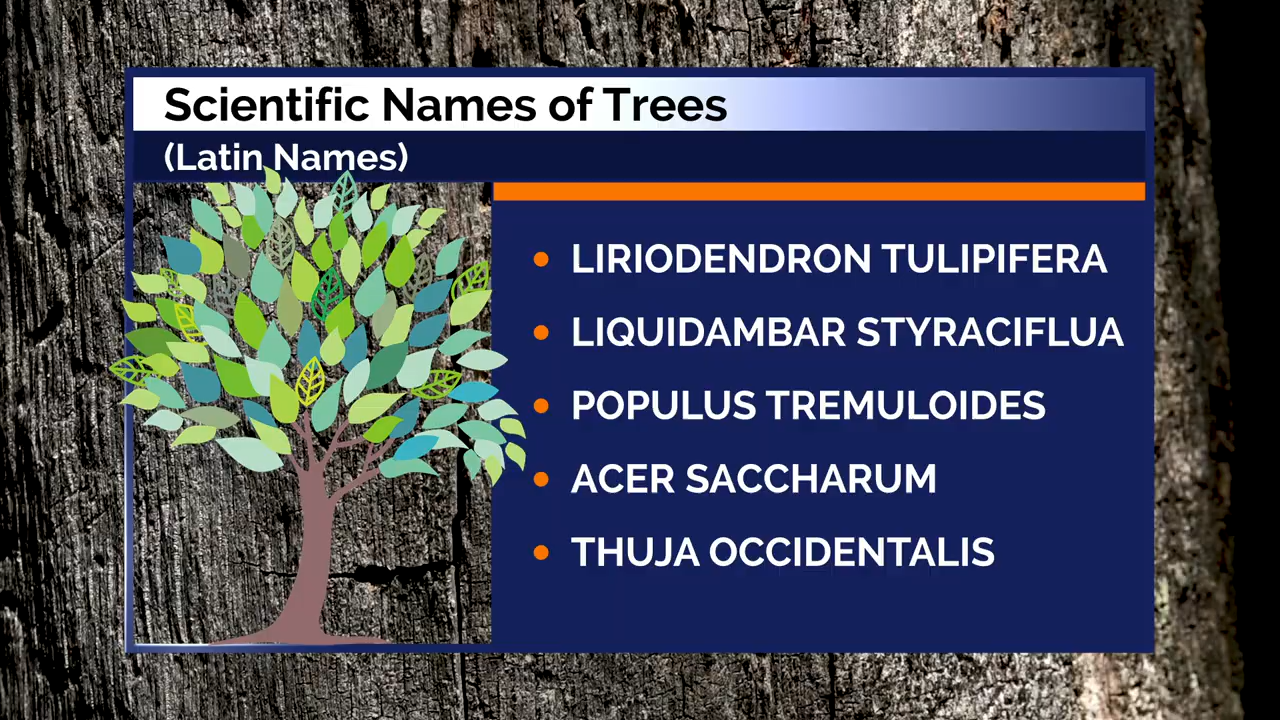 Scientific Names of Trees
(Latin Names)
• LIRIODENDRON TULIPIFERA
• LIQUIDAMBAR STYRACIFLUA
• POPULUS TREMULOIDES
• ACER SACCHARUM
• THUJA OCCIDENTALIS